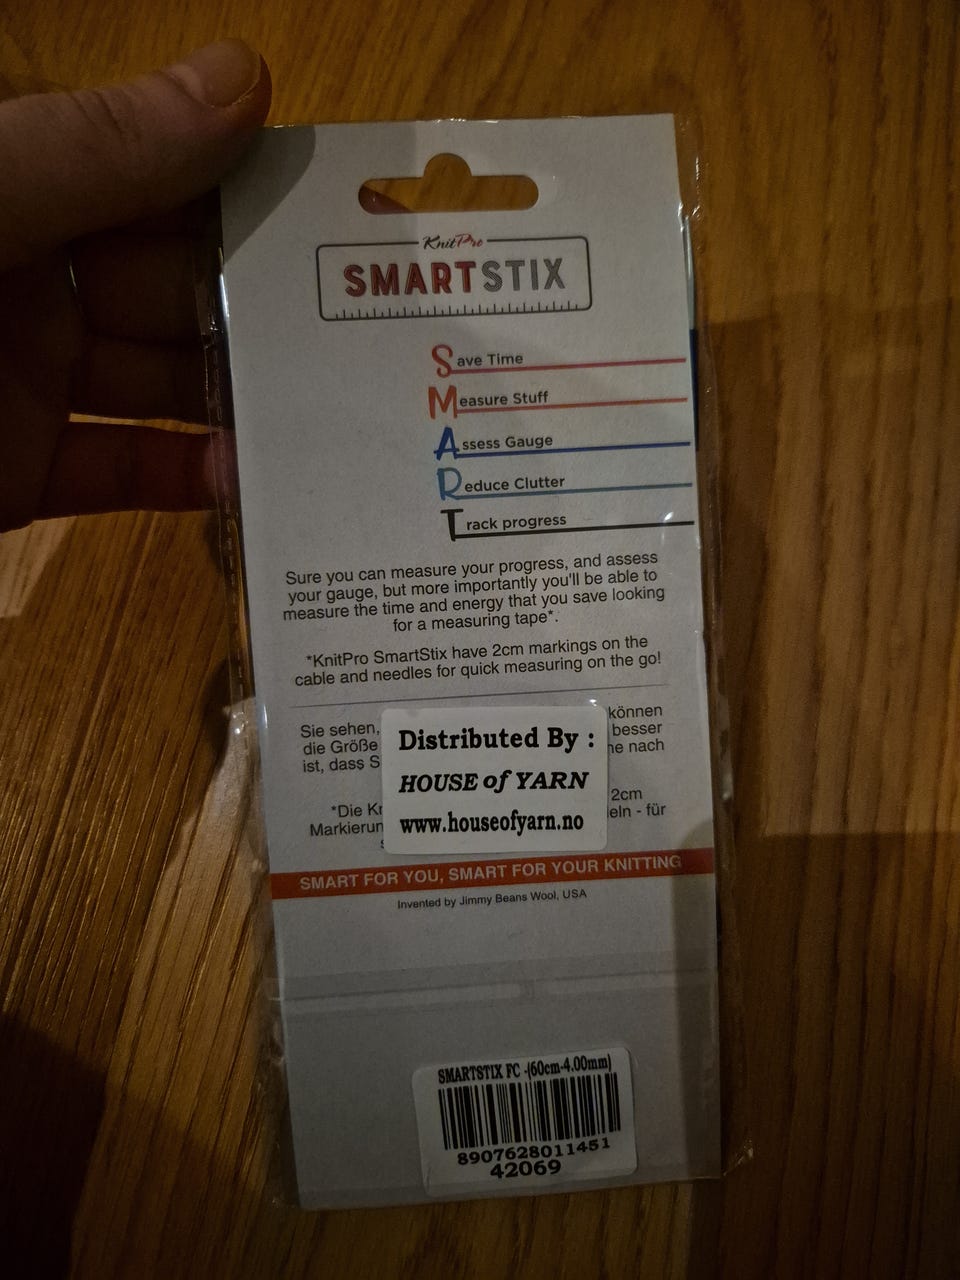 KnitPro
SMARTSTIX
Save Time
Measure Stuff
Assess Gauge
Reduce Clutter
Track progress
Sure you can measure your progress, and assess
your gauge, but more importantly you'll be able to
measure the time and energy that you save looking
for a measuring tape*.
*KnitPro SmartStix have 2cm markings on the
cable and needles for quick measuring on the go!
Sie sehen, können
die Größe besser
ist, dass nach
*Die 2cm
für
Distributed By :
HOUSE of YARN
www.houseofyarn.no
SMART FOR YOU, SMART FOR YOUR KNITTING
Invented by Jimmy Beans Wool, USA
SMARTSTIX FC -(60cm-4.00mm)
8907628011451
42069